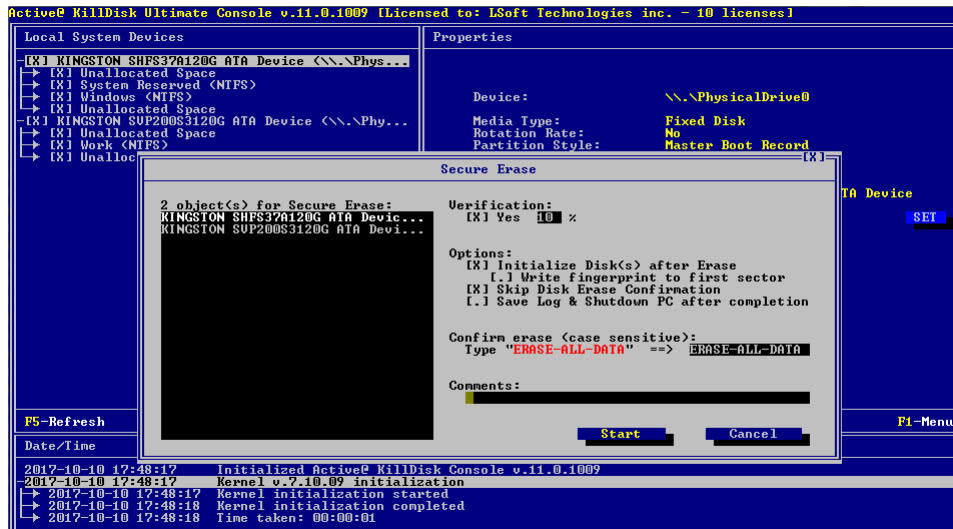 Active@ KillDisk Ultimate Console v.11.0.1009 [Licensed to: LSoft Technologies inc. - 10 licenses]
Local System Devices
-[X] KINGSTON SHFS37A120G ATA Device (\\.\Phys...
[X] Unallocated Space
[X] System Reserved (NTFS)
[X] Windows (NTFS)
[X] Unallocated Space
-[X] KINGSTON SVP200S3120G ATA Device (\\.\Phy...
[X] Unallocated Space
[X] Work (NTFS)
[X] Unalloc
Properties
Device: \\.\PhysicalDrive0
Media Type: Fixed Disk
Rotation Rate: No
Partition Style: Master Boot Record
TA Device
SET
[X]
Secure Erase
2 object(s) for Secure Erase:
KINGSTON SHFS37A120G ATA Devic...
KINGSTON SVP200S3120G ATA Devi...
Verification:
[X] Yes 10 %
Options:
[X] Initialize Disk(s) after Erase
[.] Write fingerprint to first sector
[X] Skip Disk Erase Confirmation
[.] Save Log & Shutdown PC after completion
Confirm erase (case sensitive):
Type "ERASE-ALL-DATA" ==> ERASE-ALL-DATA
Comments:
Start Cancel
F5-Refresh F1-Menu
Date/Time
2017-10-10 17:48:17 Initialized Active@ KillDisk Console v.11.0.1009
-2017-10-10 17:48:17 Kernel v.7.10.09 initialization
2017-10-10 17:48:17 Kernel initialization started
2017-10-10 17:48:18 Kernel initialization completed
2017-10-10 17:48:18 Time taken: 00:00:01